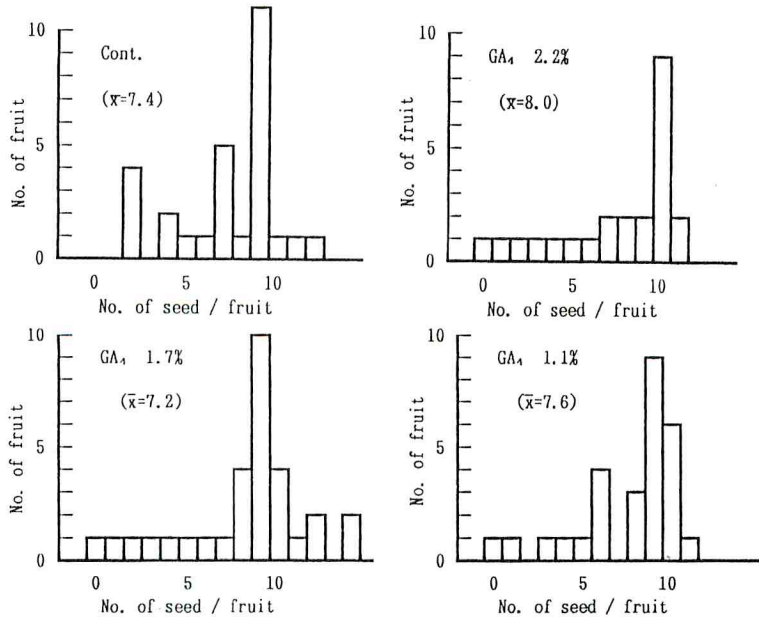 10
5
0
No. of fruit
Cont.
(x̄=7.4)
0 5 10
No. of seed / fruit
10
5
0
No. of fruit
GA₄ 2.2%
(x̄=8.0)
0 5 10
No. of seed / fruit
10
5
0
No. of fruit
GA₄ 1.7%
(x̄=7.2)
0 5 10
No. of seed / fruit
10
5
0
No. of fruit
GA₄ 1.1%
(x̄=7.6)
0 5 10
No. of seed / fruit